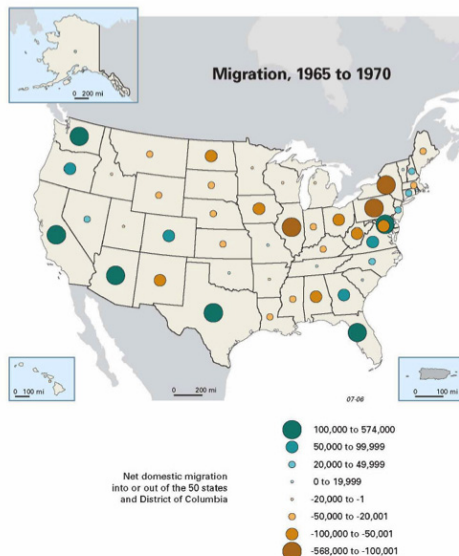 Migration, 1965 to 1970
0 200 mi
0 100 mi
0 200 mi
0 100 mi
07-06
Net domestic migration
into or out of the 50 states
and District of Columbia
100,000 to 574,000
50,000 to 99,999
20,000 to 49,999
0 to 19,999
-20,000 to -1
-50,000 to -20,001
-100,000 to -50,001
-568,000 to -100,001